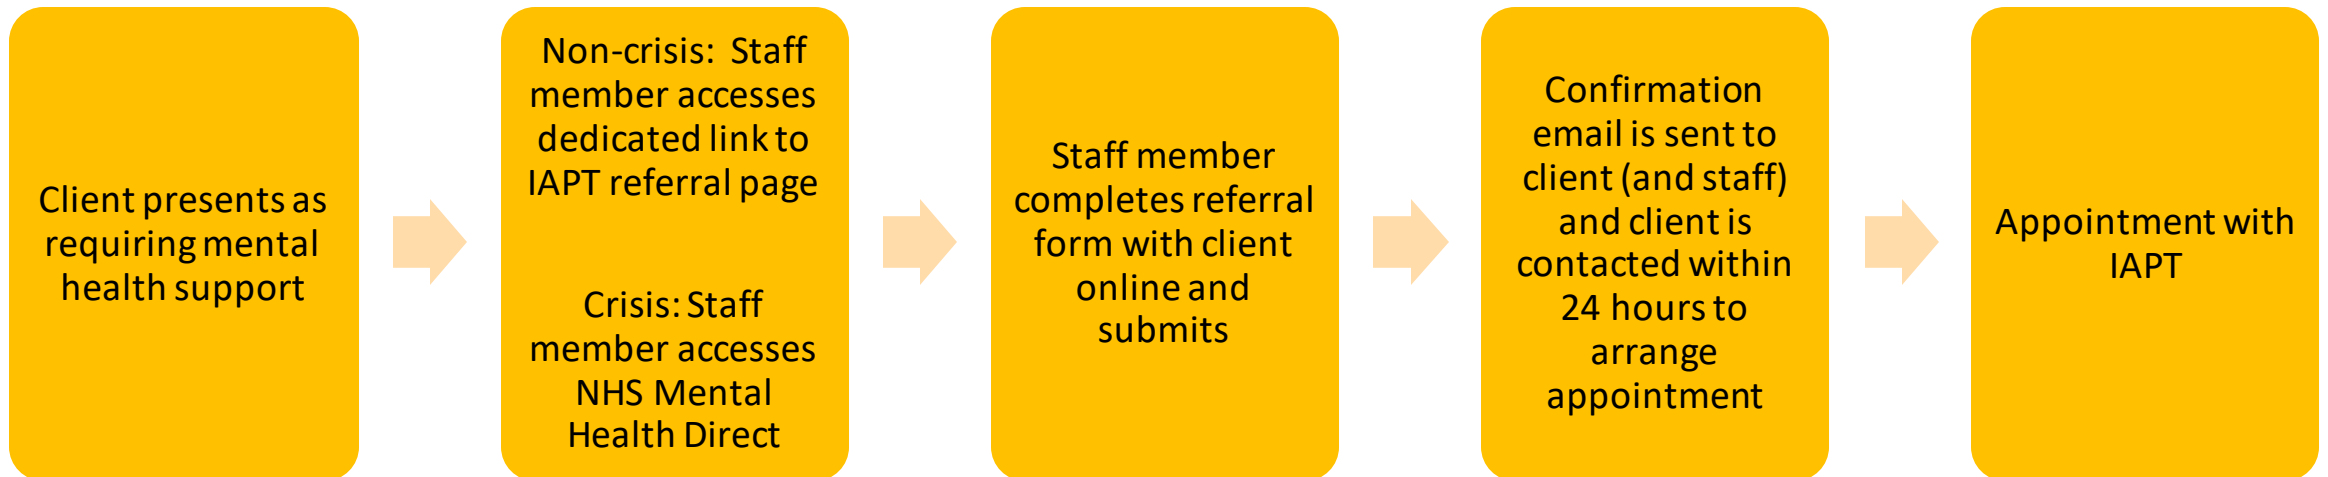 Client presents as
requiring mental
health support
Non-crisis: Staff
member accesses
dedicated link to
IAPT referral page
Crisis: Staff
member accesses
NHS Mental
Health Direct
Staff member
completes referral
form with client
online and
submits
Confirmation
email is sent to
client (and staff)
and client is
contacted within
24 hours to
arrange
appointment
Appointment with
IAPT